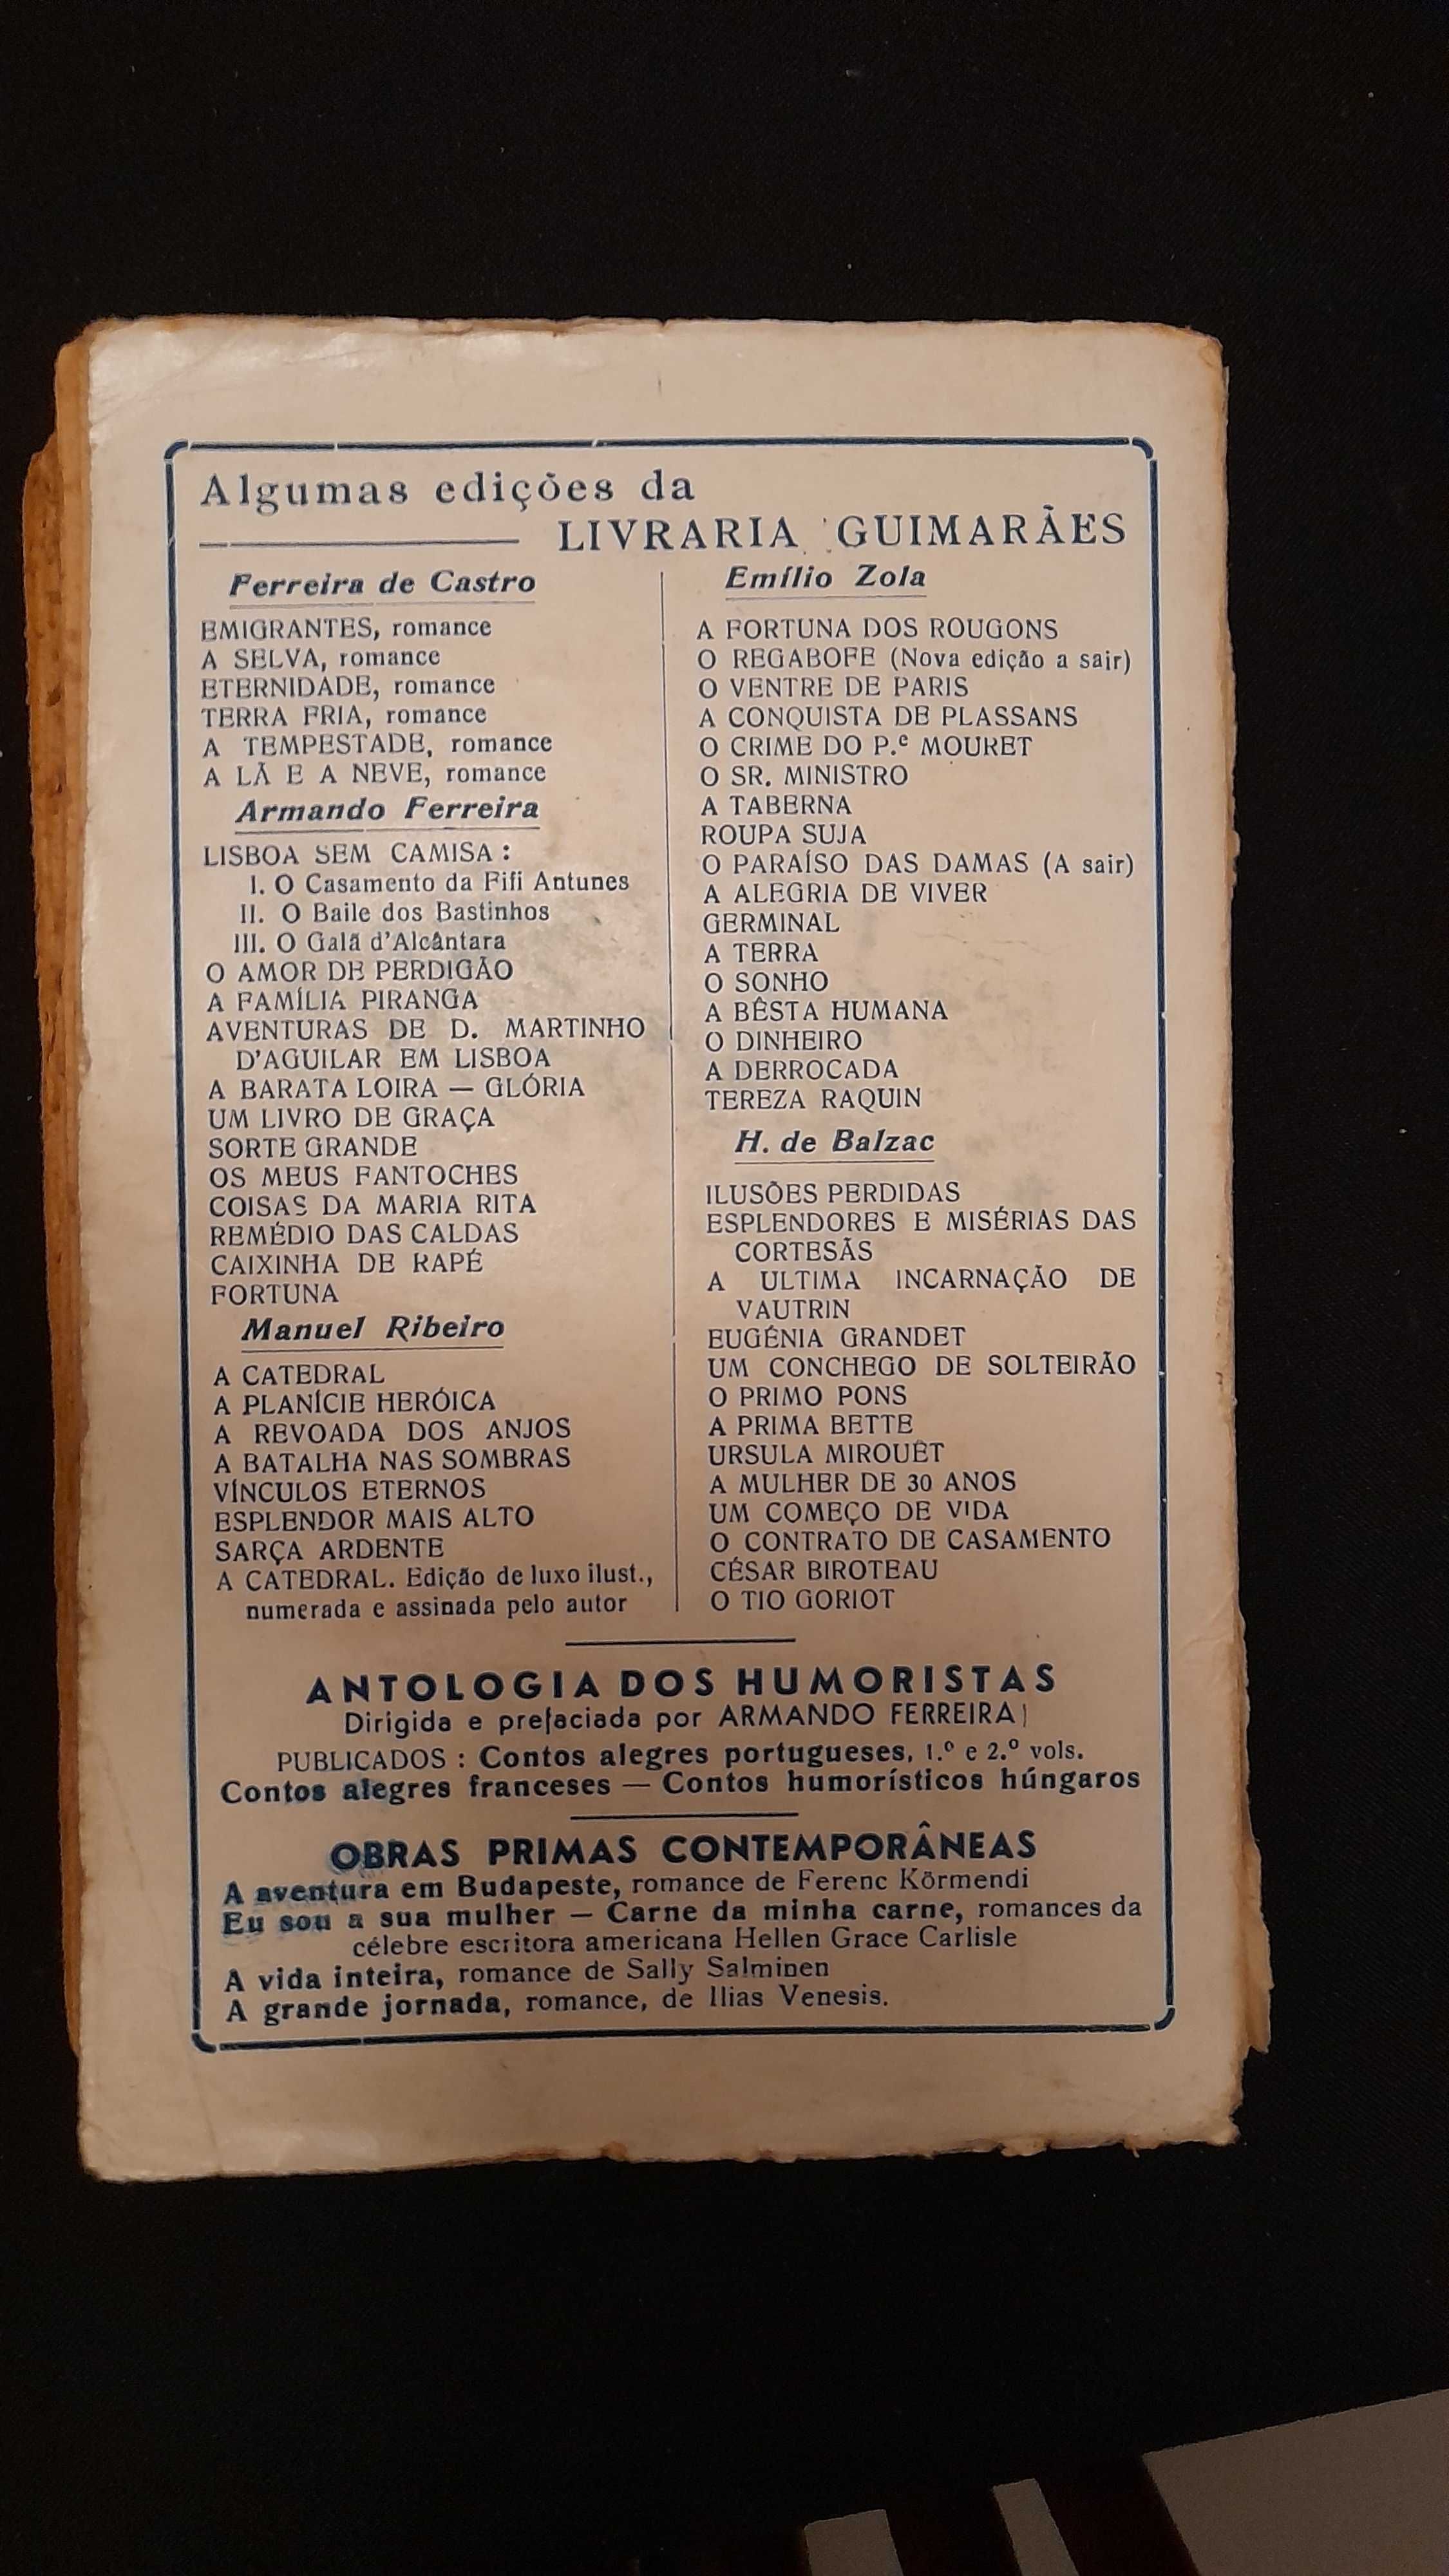 Algumas edições da
LIVRARIA GUIMARÃES
Ferreira de Castro
EMIGRANTES, romance
A SELVA, romance
ETERNIDADE, romance
TERRA FRIA, romance
A TEMPESTADE, romance
A LÃ E A NEVE, romance
Armando Ferreira
LISBOA SEM CAMISA:
I. O Casamento da Fifi Antunes
II. O Baile dos Bastinhos
III. O Galã d'Alcântara
O AMOR DE PERDIGÃO
A FAMÍLIA PIRANGA
AVENTURAS DE D. MARTINHO
D'AGUILAR EM LISBOA
A BARATA LOIRA — GLÓRIA
UM LIVRO DE GRAÇA
SORTE GRANDE
OS MEUS FANTOCHES
COISAS DA MARIA RITA
REMÉDIO DAS CALDAS
CAIXINHA DE RAPÉ
FORTUNA
Manuel Ribeiro
A CATEDRAL
A PLANÍCIE HERÓICA
A REVOADA DOS ANJOS
A BATALHA NAS SOMBRAS
VÍNCULOS ETERNOS
ESPLENDOR MAIS ALTO
SARÇA ARDENTE
A CATEDRAL. Edição de luxo ilust.,
numerada e assinada pelo autor
Emílio Zola
A FORTUNA DOS ROUGONS
O REGABOFE (Nova edição a sair)
O VENTRE DE PARIS
A CONQUISTA DE PLASSANS
O CRIME DO P.e MOURET
O SR. MINISTRO
A TABERNA
ROUPA SUJA
O PARAÍSO DAS DAMAS (A sair)
A ALEGRIA DE VIVER
GERMINAL
A TERRA
O SONHO
A BÊSTA HUMANA
O DINHEIRO
A DERROCADA
TEREZA RAQUIN
H. de Balzac
ILUSÕES PERDIDAS
ESPLENDORES E MISÉRIAS DAS
CORTESÃS
A ULTIMA INCARNAÇÃO DE
VAUTRIN
EUGÉNIA GRANDET
UM CONCHEGO DE SOLTEIRÃO
O PRIMO PONS
A PRIMA BETTE
URSULA MIROUÊT
A MULHER DE 30 ANOS
UM COMEÇO DE VIDA
O CONTRATO DE CASAMENTO
CÉSAR BIROTEAU
O TIO GORIOT
ANTOLOGIA DOS HUMORISTAS
Dirigida e prefaciada por ARMANDO FERREIRA
PUBLICADOS: Contos alegres portugueses, 1.º e 2.º vols.
Contos alegres franceses — Contos humorísticos húngaros
OBRAS PRIMAS CONTEMPORÂNEAS
A aventura em Budapeste, romance de Ferenc Körmendi
Eu sou a sua mulher — Carne da minha carne, romances da
célebre escritora americana Hellen Grace Carlisle
A vida inteira, romance de Sally Salminen
A grande jornada, romance, de Ilias Venesis.